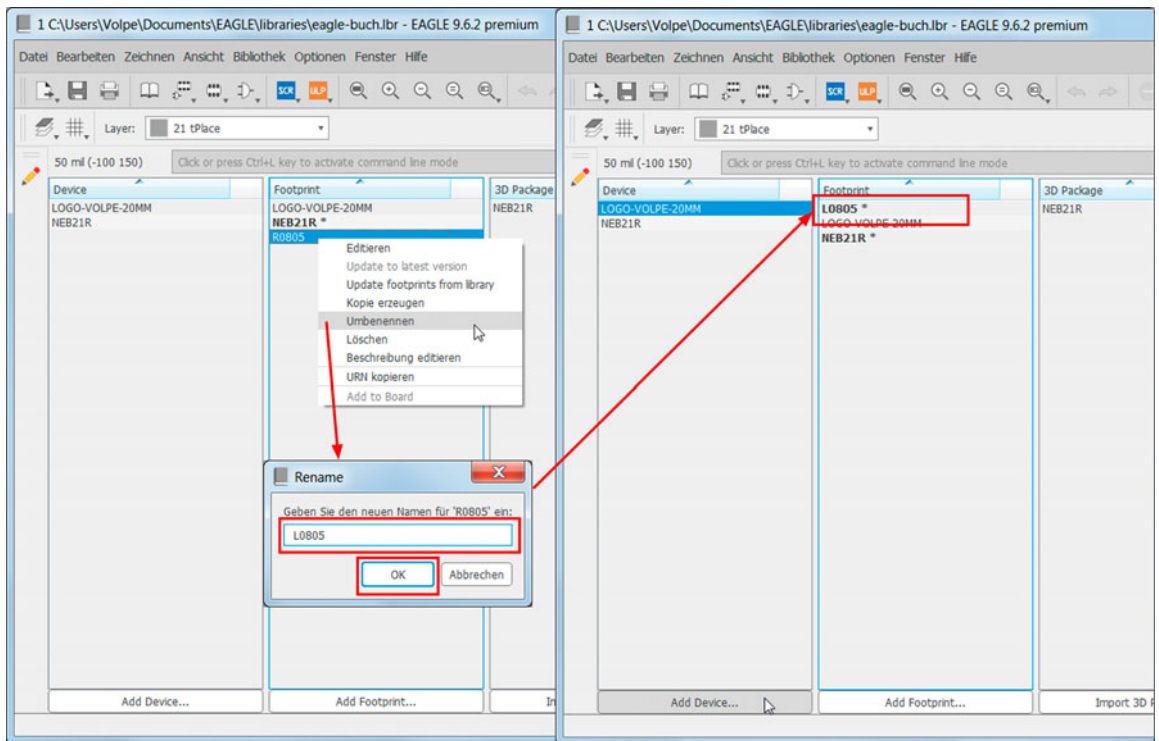 1 C:\Users\Volpe\Documents\EAGLE\libraries\eagle-buch.lbr - EAGLE 9.6.2 premium
Datei Bearbeiten Zeichnen Ansicht Bibliothek Optionen Fenster Hilfe
SCR ULP
Layer: 21 tPlace
50 mil (-100 150) Click or press Ctrl+L key to activate command line mode
Device Footprint 3D Package
LOGO-VOLPE-20MM LOGO-VOLPE-20MM NEB21R
NEB21R NEB21R *
R0805
Editieren
Update to latest version
Update footprints from library
Kopie erzeugen
Umbenennen
Löschen
Beschreibung editieren
URN kopieren
Add to Board
Rename
Geben Sie den neuen Namen für 'R0805' ein:
L0805
OK Abbrechen
Add Device... Add Footprint... In
1 C:\Users\Volpe\Documents\EAGLE\libraries\eagle-buch.lbr - EAGLE 9.6.2 premium
Datei Bearbeiten Zeichnen Ansicht Bibliothek Optionen Fenster Hilfe
SCR ULP
Layer: 21 tPlace
50 mil (-100 150) Click or press Ctrl+L key to activate command line mode
Device Footprint 3D Package
LOGO-VOLPE-20MM L0805 * NEB21R
NEB21R LOGO-VOLPE-20MM
NEB21R *
Add Device... Add Footprint... Import 3D P